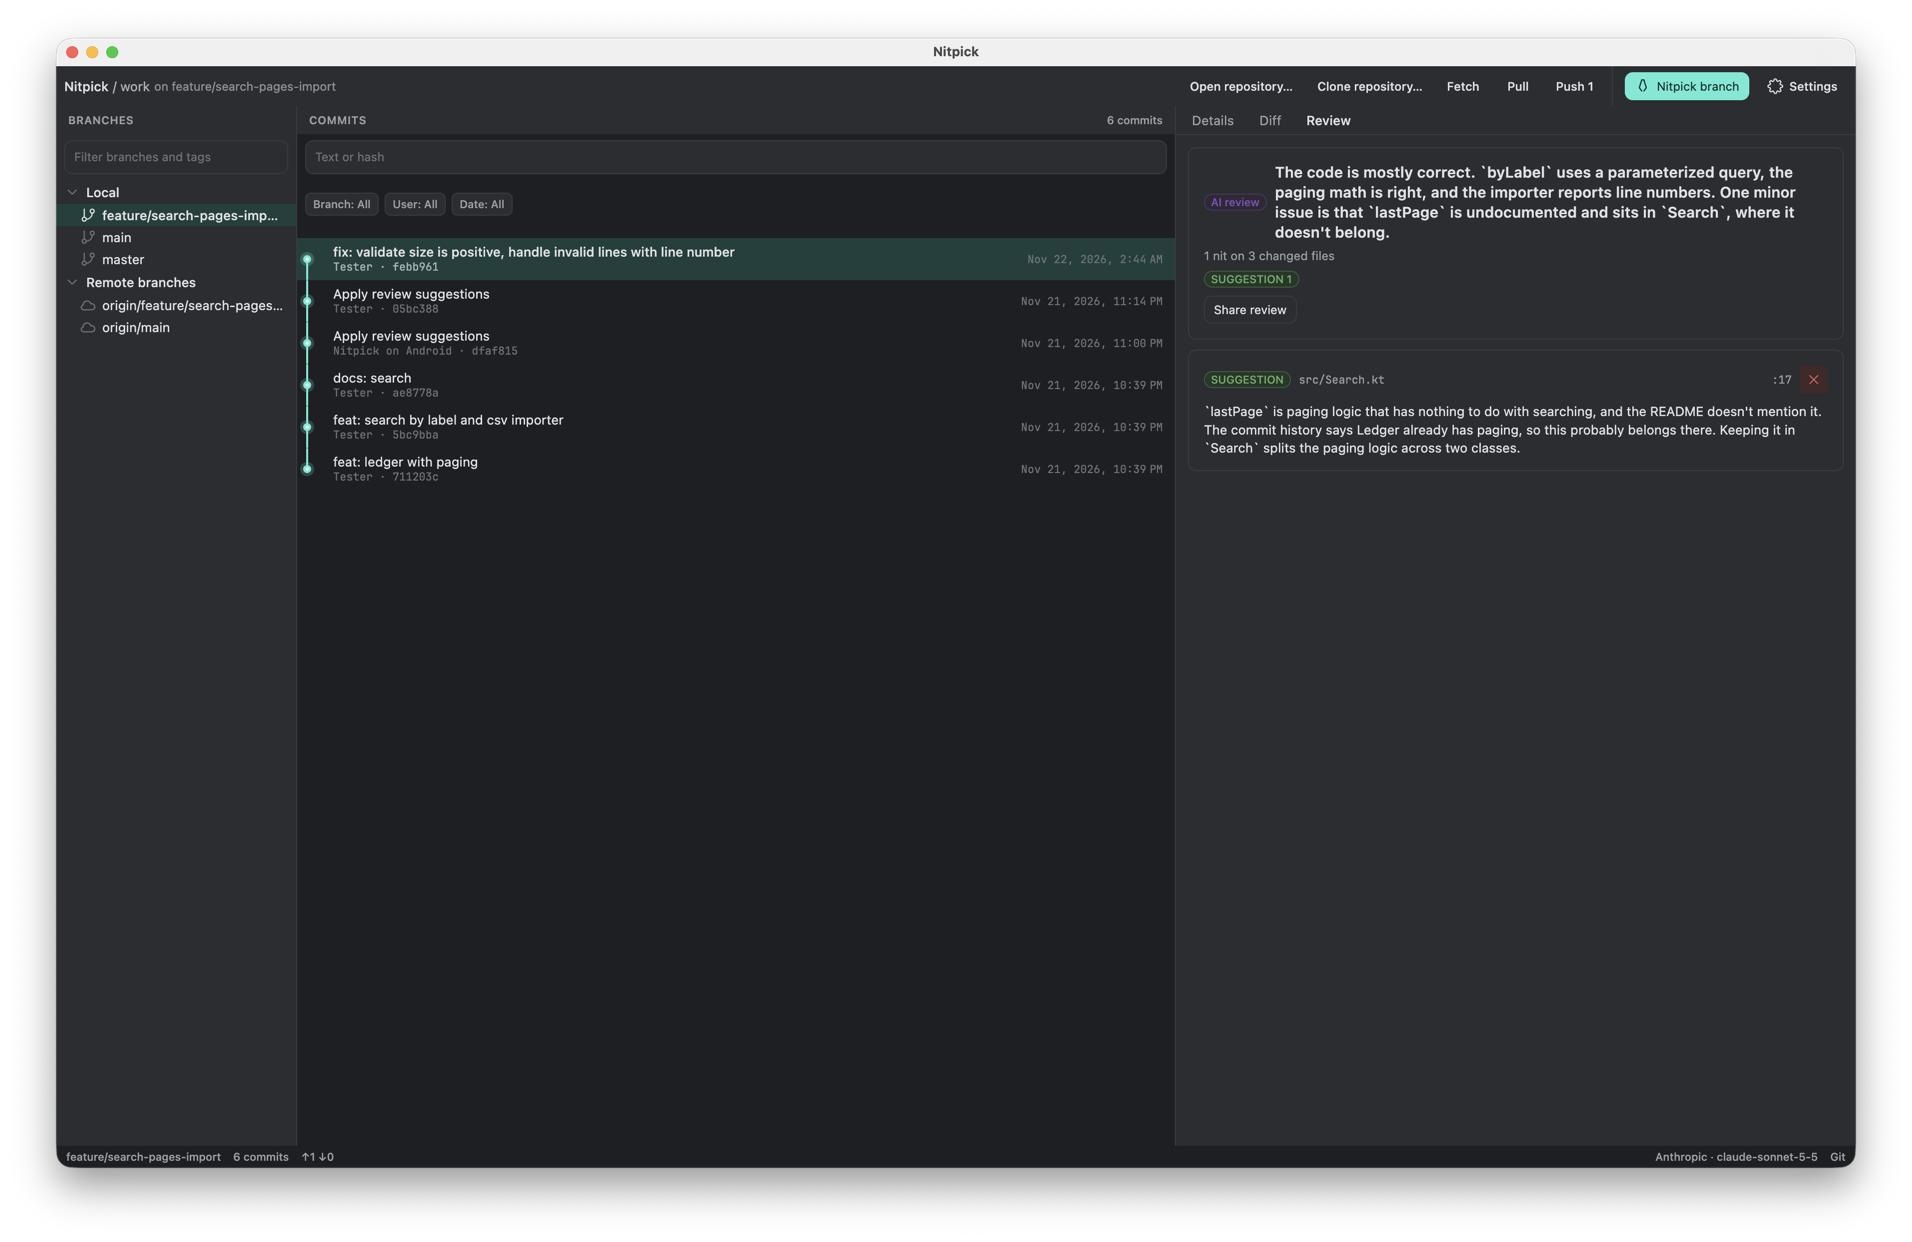 Nitpick
Nitpick / work on feature/search-pages-import
Open repository...
Clone repository...
Fetch
Pull
Push 1
Nitpick branch
Settings
BRANCHES
Filter branches and tags
Local
feature/search-pages-imp...
main
master
Remote branches
origin/feature/search-pages...
origin/main
COMMITS
6 commits
Text or hash
Branch: All
User: All
Date: All
fix: validate size is positive, handle invalid lines with line number
Tester · febb961
Nov 22, 2026, 2:44 AM
Apply review suggestions
Tester · 05bc388
Nov 21, 2026, 11:14 PM
Apply review suggestions
Nitpick on Android · dfaf815
Nov 21, 2026, 11:00 PM
docs: search
Tester · ae8778a
Nov 21, 2026, 10:39 PM
feat: search by label and csv importer
Tester · 5bc9bba
Nov 21, 2026, 10:39 PM
feat: ledger with paging
Tester · 711203c
Nov 21, 2026, 10:39 PM
Details
Diff
Review
AI review
The code is mostly correct. `byLabel` uses a parameterized query, the
paging math is right, and the importer reports line numbers. One minor
issue is that `lastPage` is undocumented and sits in `Search`, where it
doesn't belong.
1 nit on 3 changed files
SUGGESTION 1
Share review
SUGGESTION
src/Search.kt
:17
`lastPage` is paging logic that has nothing to do with searching, and the README doesn't mention it.
The commit history says Ledger already has paging, so this probably belongs there. Keeping it in
`Search` splits the paging logic across two classes.
feature/search-pages-import
6 commits
↑1 ↓0
Anthropic · claude-sonnet-5-5
Git